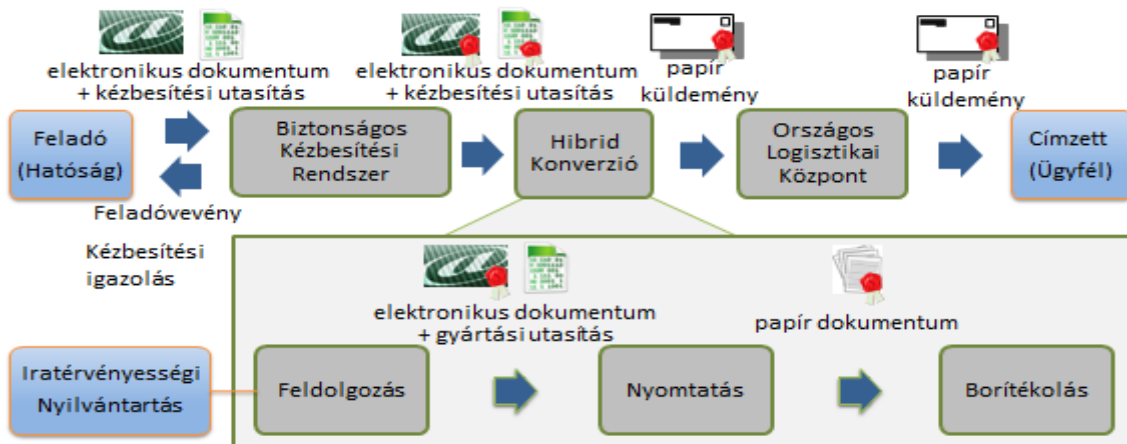 elektronikus dokumentum
+ kézbesítési utasítás
elektronikus dokumentum
+ kézbesítési utasítás
papír
küldemény
papír
küldemény
Feladó
(Hatóság)
Biztonságos
Kézbesítési
Rendszer
Hibrid
Konverzió
Országos
Logisztikai
Központ
Címzett
(Ügyfél)
Feladóvevény
Kézbesítési
igazolás
elektronikus dokumentum
+ gyártási utasítás
papír dokumentum
Iratérvényességi
Nyilvántartás
Feldolgozás
Nyomtatás
Borítékolás